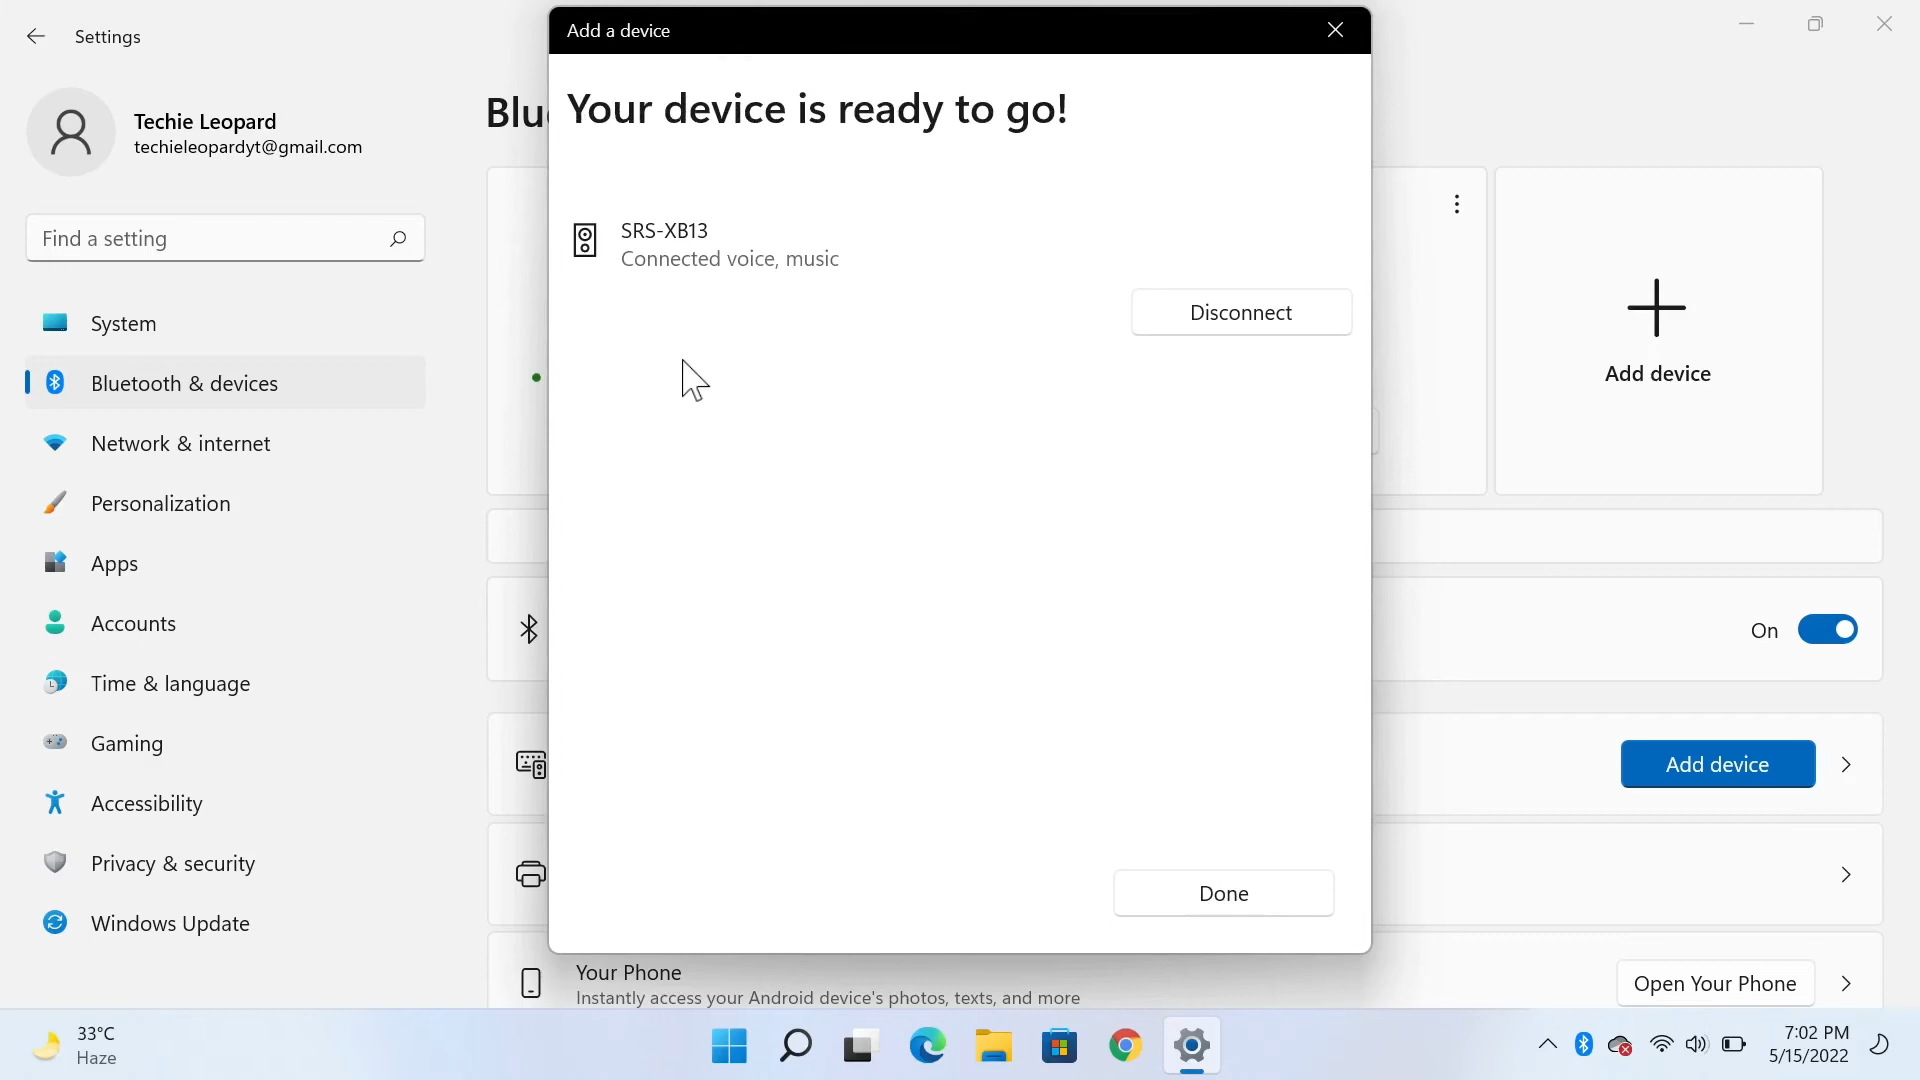 Settings
Techie Leopard
techieleopardyt@gmail.com
Find a setting
System
Bluetooth & devices
Network & internet
Personalization
Apps
Accounts
Time & language
Gaming
Accessibility
Privacy & security
Windows Update
Blu
Add a device
Your device is ready to go!
SRS-XB13
Connected voice, music
Disconnect
Done
Add device
On
Add device
Your Phone
Instantly access your Android device's photos, texts, and more
Open Your Phone
33°C
Haze
7:02 PM
5/15/2022